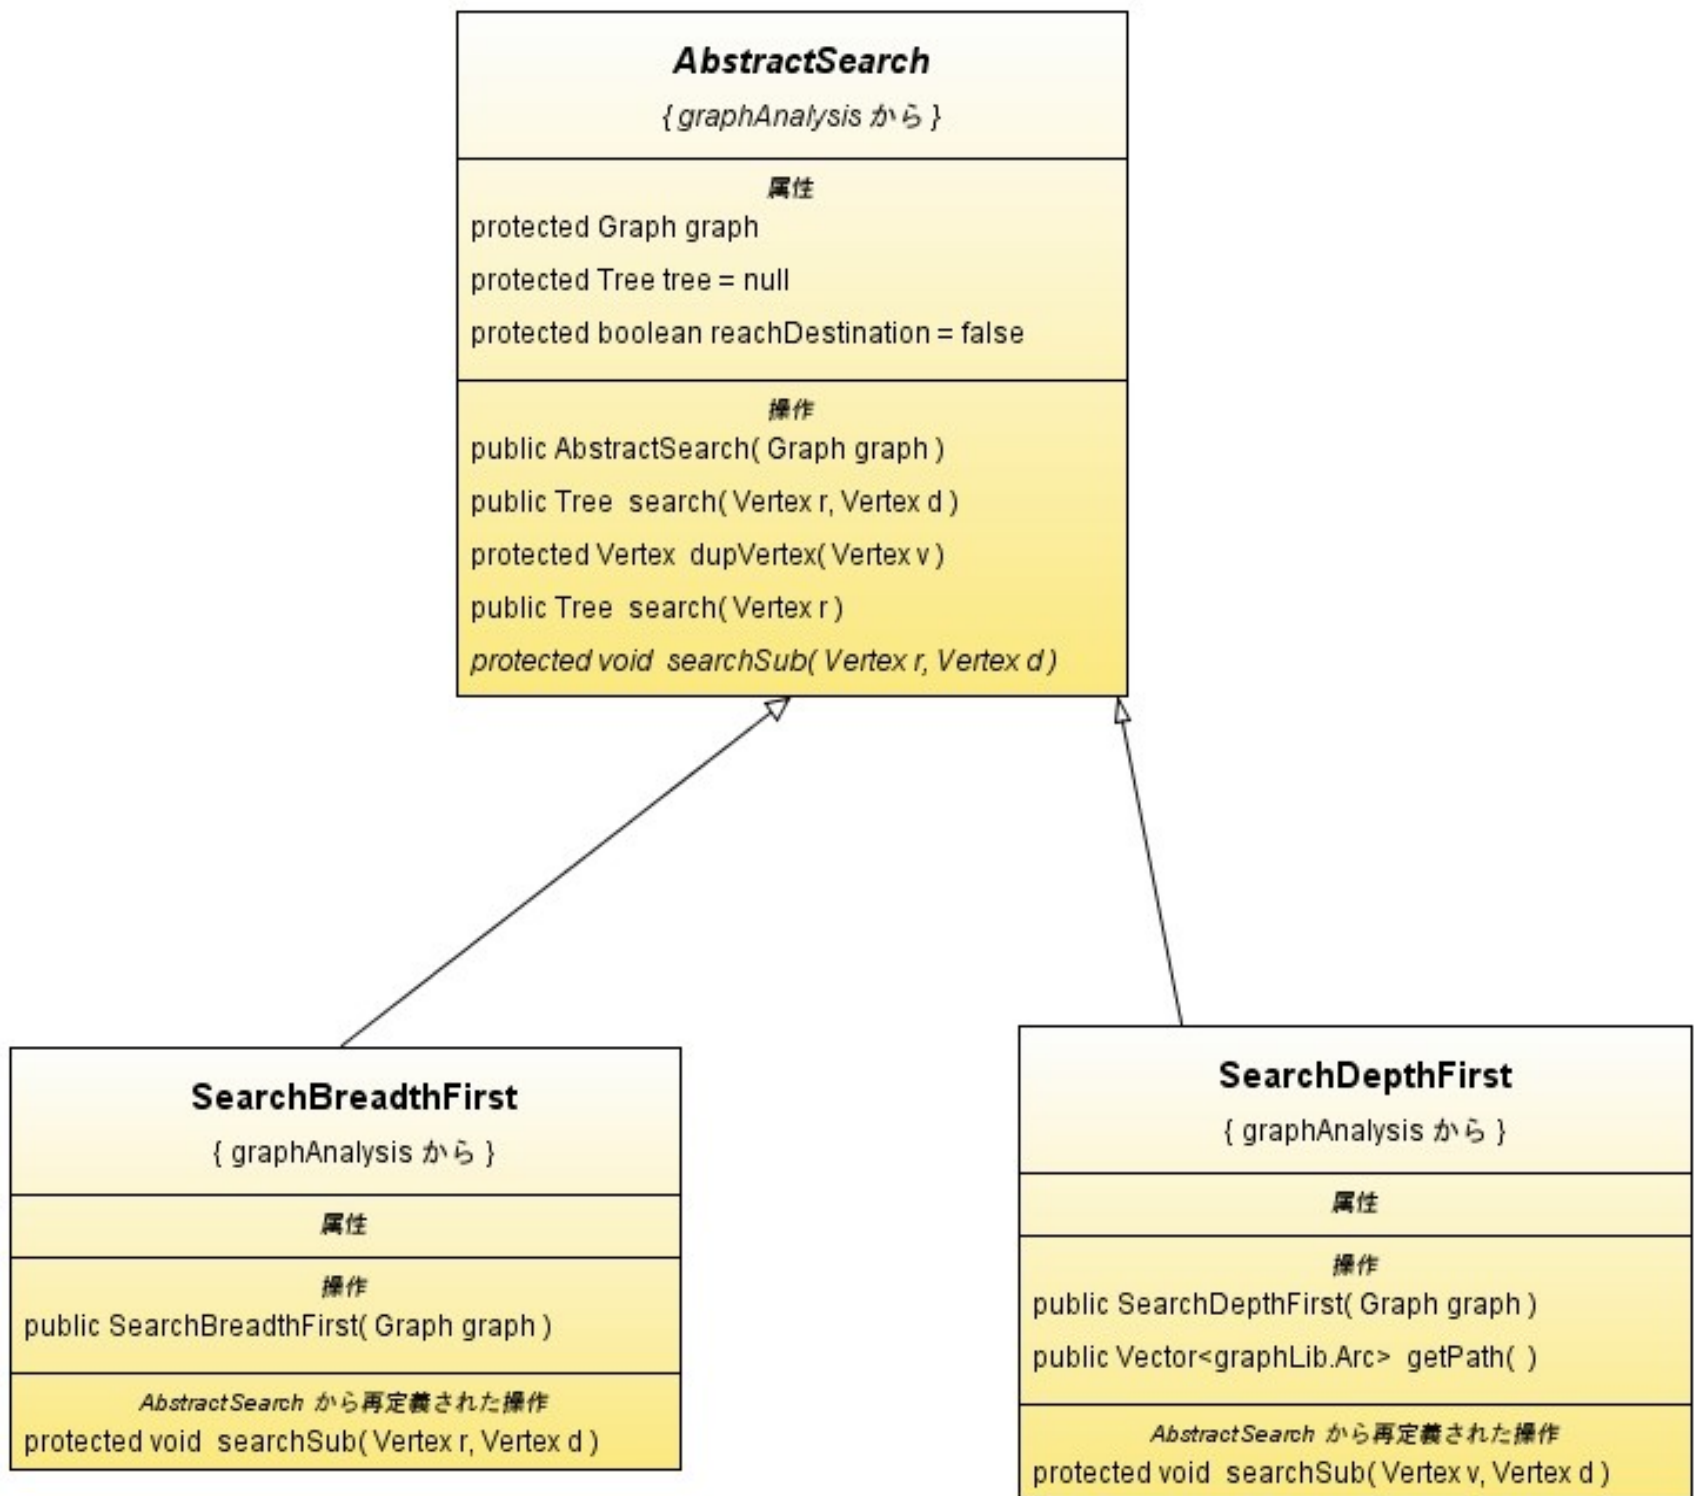 AbstractSearch
{ graphAnalysis から }
属性
protected Graph graph
protected Tree tree = null
protected boolean reachDestination = false
操作
public AbstractSearch( Graph graph )
public Tree search( Vertex r, Vertex d )
protected Vertex dupVertex( Vertex v )
public Tree search( Vertex r )
protected void searchSub( Vertex r, Vertex d )
SearchBreadthFirst
{ graphAnalysis から }
属性
操作
public SearchBreadthFirst( Graph graph )
AbstractSearch から再定義された操作
protected void searchSub( Vertex r, Vertex d )
SearchDepthFirst
{ graphAnalysis から }
属性
操作
public SearchDepthFirst( Graph graph )
public Vector<graphLib.Arc> getPath( )
AbstractSearch から再定義された操作
protected void searchSub( Vertex v, Vertex d )